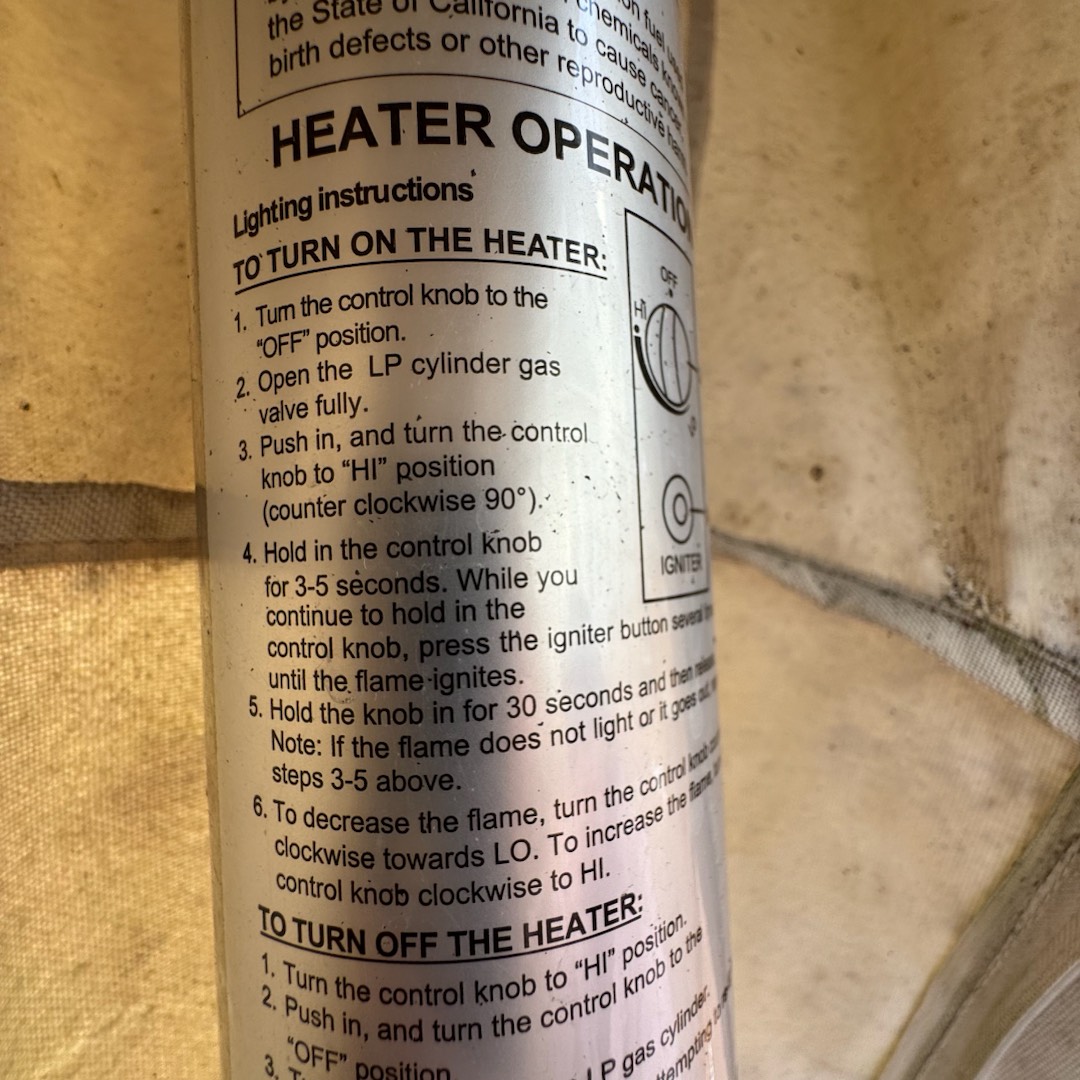 on fuel
chemicals
the State of California to cause cancer,
birth defects or other reproductive harm
HEATER OPERATION
Lighting instructions
TO TURN ON THE HEATER:
1. Turn the control knob to the
"OFF" position.
2. Open the LP cylinder gas
valve fully.
3. Push in, and turn the control
knob to "HI" position
(counter clockwise 90°).
4. Hold in the control knob
for 3-5 seconds. While you
continue to hold in the
control knob, press the igniter button several
until the flame ignites.
5. Hold the knob in for 30 seconds and then
Note: If the flame does not light or it goes out,
steps 3-5 above.
6. To decrease the flame, turn the control knob
clockwise towards LO. To increase the flame,
control knob clockwise to HI.
TO TURN OFF THE HEATER:
1. Turn the control knob to "HI" position.
2. Push in, and turn the control knob to the
"OFF" position
3.
LP gas cylinder.
OFF
HI
IGNITER